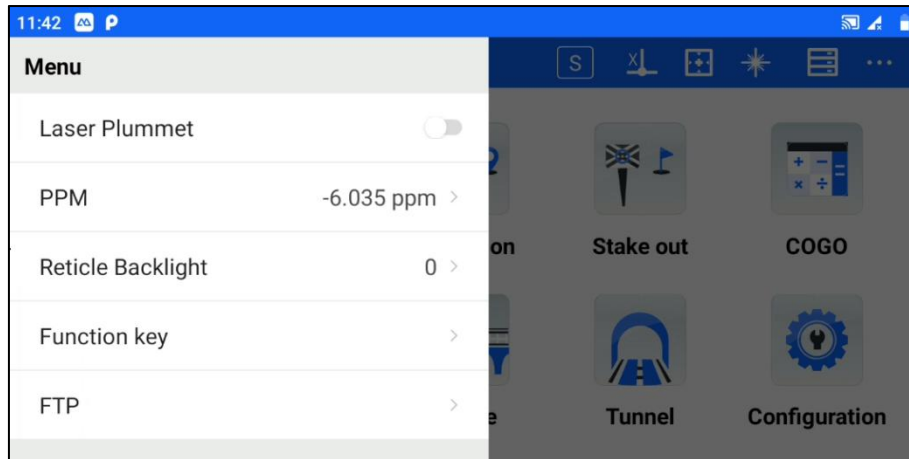 11:42
Menu
S
Laser Plummet
PPM -6.035 ppm
Reticle Backlight 0
Function key
FTP
on Stake out COGO
e Tunnel Configuration